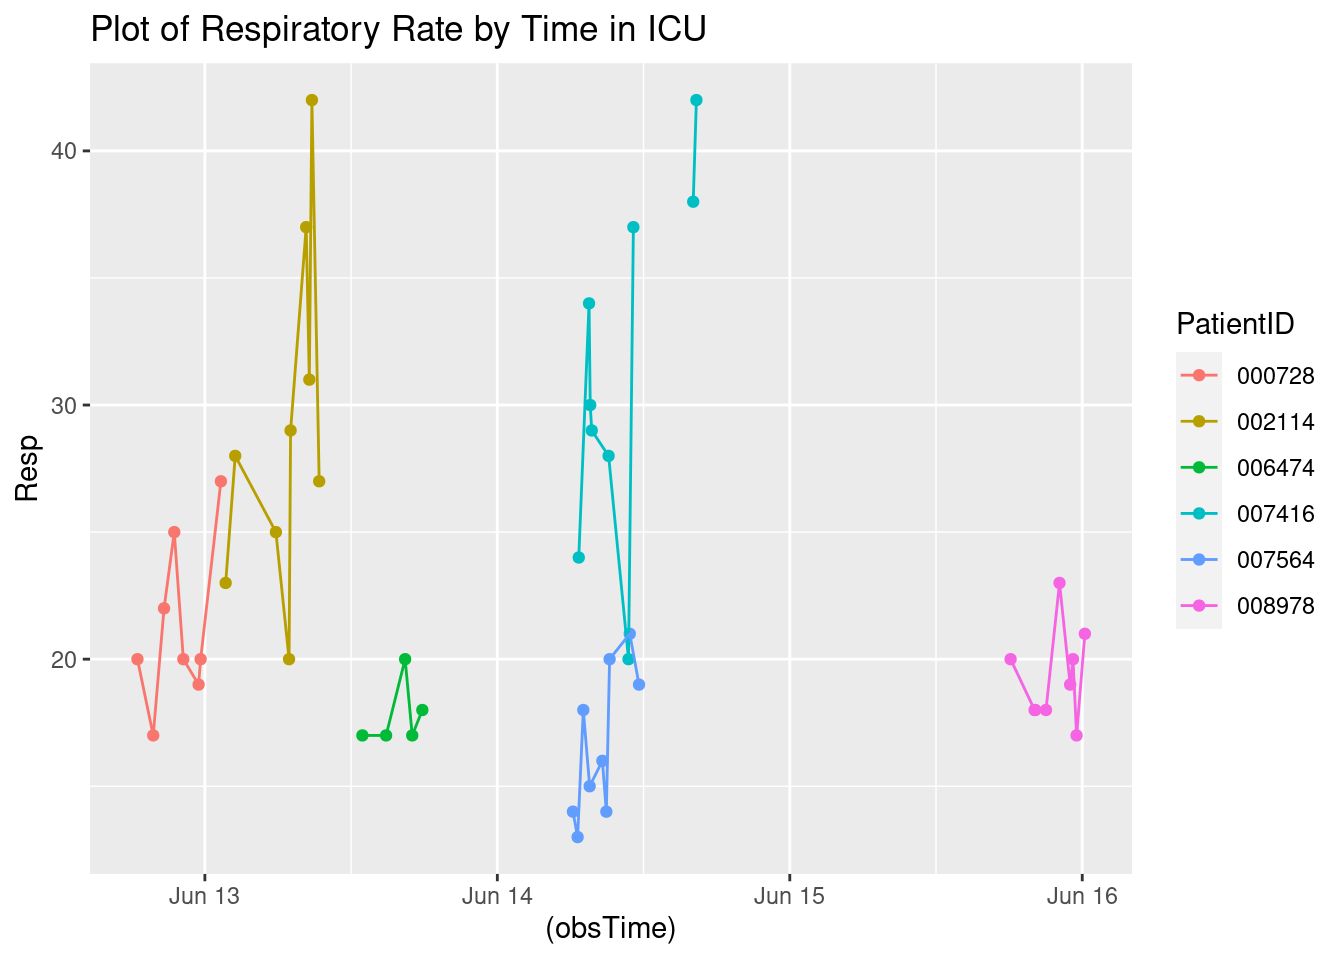 Plot of Respiratory Rate by Time in ICU
40
30
20
Resp
Jun 13
Jun 14
Jun 15
Jun 16
(obsTime)
PatientID
000728
002114
006474
007416
007564
008978